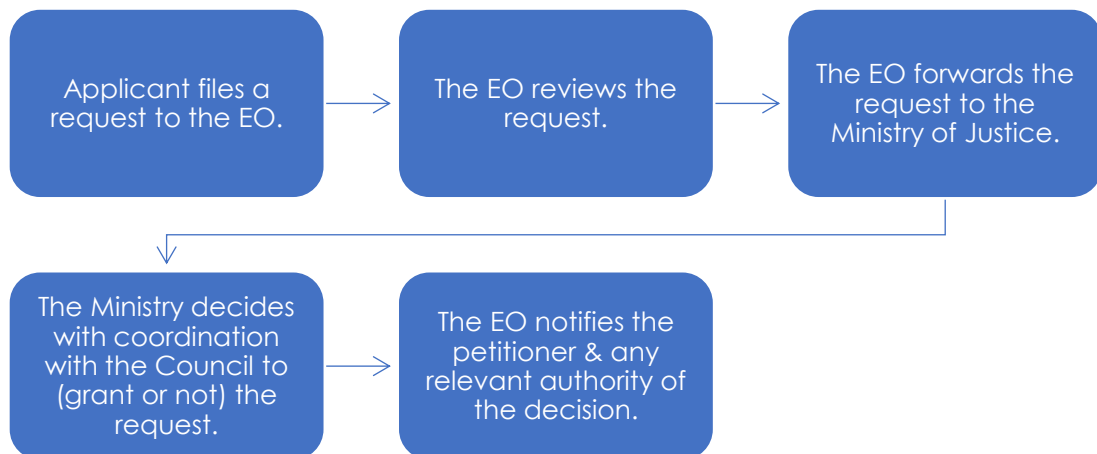 Applicant files a
request to the EO.
The EO reviews the
request.
The EO forwards the
request to the
Ministry of Justice.
The Ministry decides
with coordination
with the Council to
(grant or not) the
request.
The EO notifies the
petitioner & any
relevant authority of
the decision.